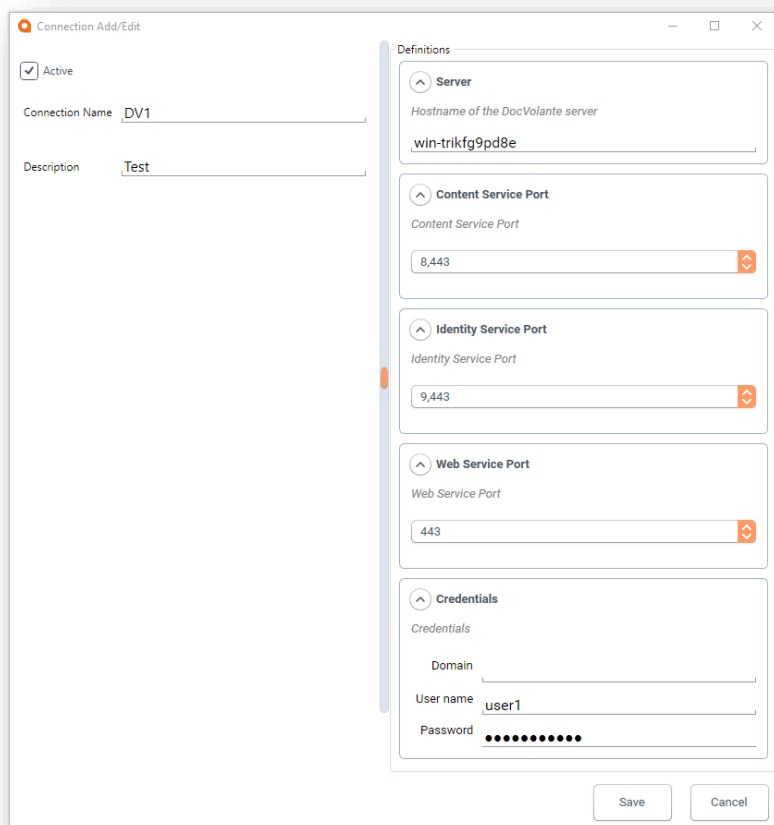 Connection Add/Edit
Active
Connection Name DV1
Description Test
Definitions
Server
Hostname of the DocVolante server
win-trikfg9pd8e
Content Service Port
Content Service Port
8,443
Identity Service Port
Identity Service Port
9,443
Web Service Port
Web Service Port
443
Credentials
Credentials
Domain
User name user1
Password ●●●●●●●●●●●
Save Cancel